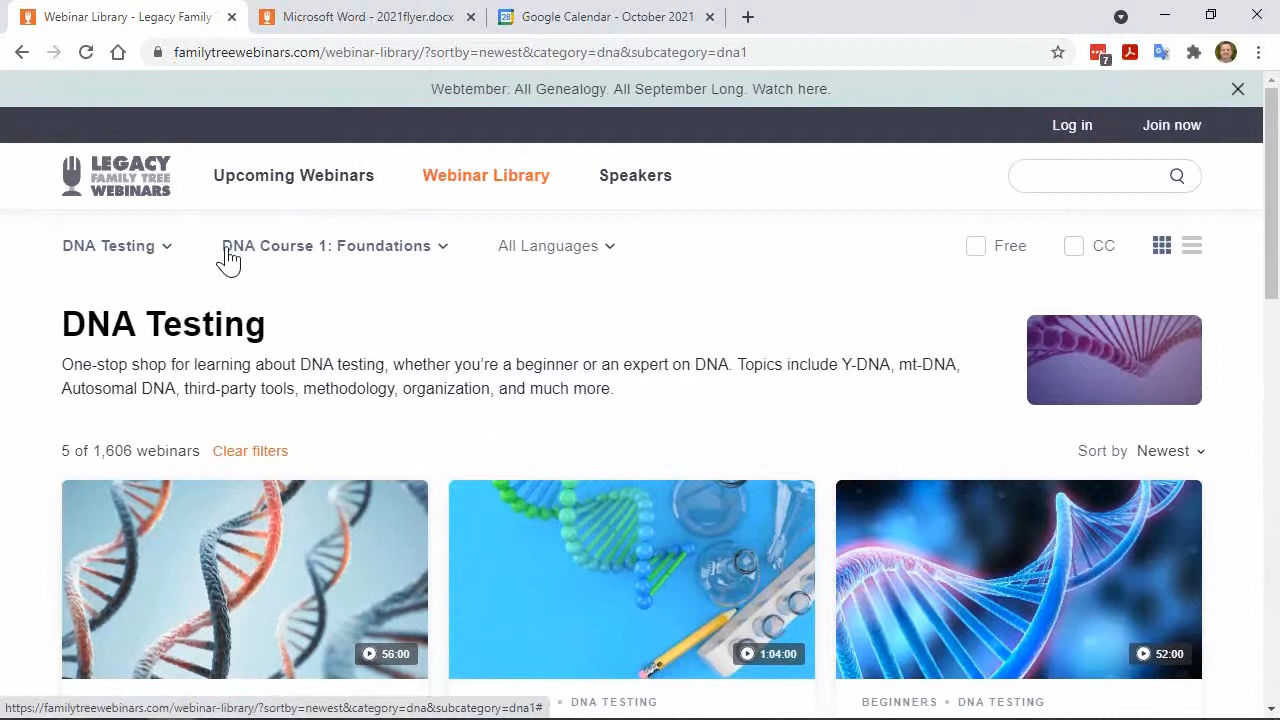 Webinar Library - Legacy Family T
Microsoft Word - 2021flyer.docx
Google Calendar - October 2021
28
familytreewebinars.com/webinar-library/?sortby=newest&category=dna&subcategory=dna1
7
Webtember: All Genealogy. All September Long. Watch here.
Log in
Join now
LEGACY
FAMILY TREE
WEBINARS
Upcoming Webinars
Webinar Library
Speakers
DNA Testing
DNA Course 1: Foundations
All Languages
Free
CC
DNA Testing
One-stop shop for learning about DNA testing, whether you're a beginner or an expert on DNA. Topics include Y-DNA, mt-DNA,
Autosomal DNA, third-party tools, methodology, organization, and much more.
5 of 1,606 webinars
Clear filters
Sort by Newest
56:00
1:04:00
52:00
DNA TESTING
BEGINNERS • DNA TESTING
https://familytreewebinars.com/webinar-library/?sortby=newest&category=dna&subcategory=dna1#